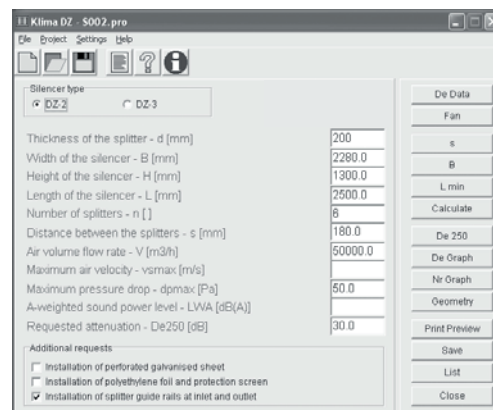 Klima DZ - S002.pro
File Project Settings Help
Silencer type
DZ-2 DZ-3
Thickness of the splitter - d [mm] 200
Width of the silencer - B [mm] 2280.0
Height of the silencer - H [mm] 1300.0
Length of the silencer - L [mm] 2500.0
Number of splitters - n [ ] 6
Distance between the splitters - s [mm] 180.0
Air volume flow rate - V [m3/h] 50000.0
Maximum air velocity - vsmax [m/s]
Maximum pressure drop - dpmax [Pa] 50.0
A-weighted sound power level - LWA [dB(A)]
Requested attenuation - De250 [dB] 30.0
Additional requests
Installation of perforated galvanised sheet
Installation of polyethylene foil and protection screen
Installation of splitter guide rails at inlet and outlet
De Data
Fan
s
B
L min
Calculate
De 250
De Graph
Nr Graph
Geometry
Print Preview
Save
List
Close